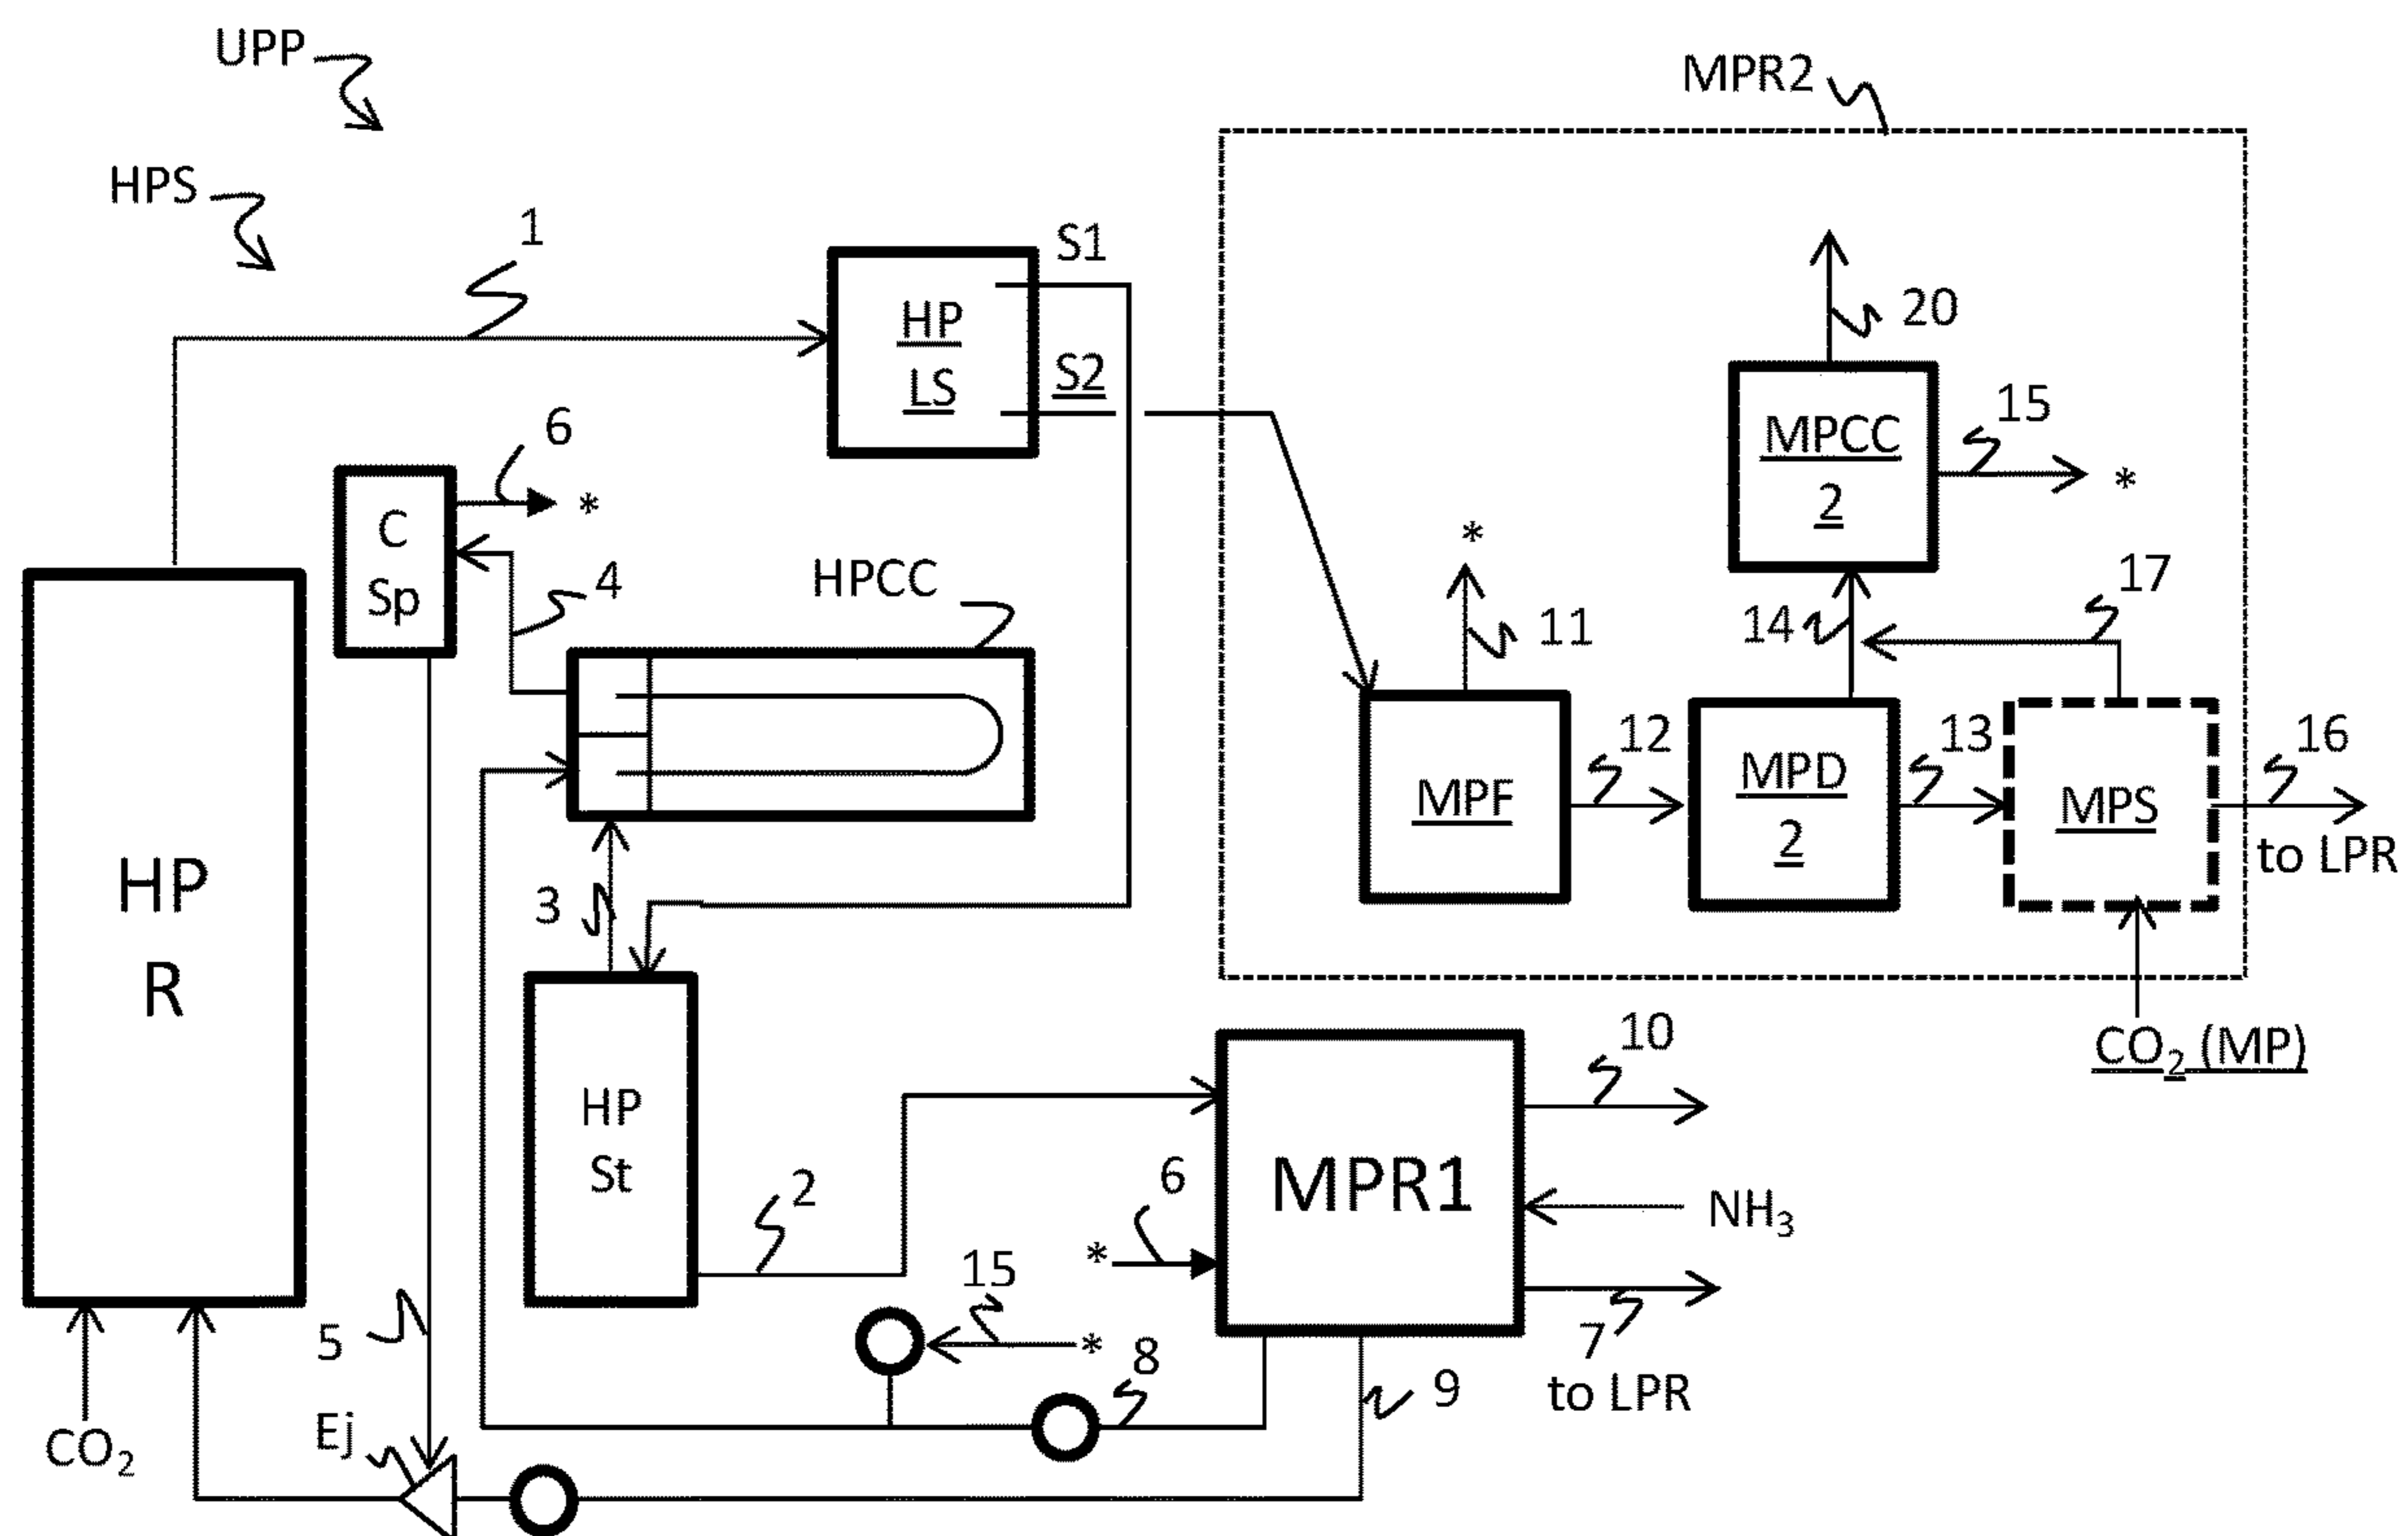 UPP
MPR2
HPS
1
S1
HP
LS
S2
20
MPCC
2
15
*
6
*
C
Sp
4
HPCC
*
11
14
17
MPF
12
MPD
2
13
MPS
16
to LPR
HP
R
3
HP
St
CO₂ (MP)
10
MPR1
6
*
NH₃
2
15
*
8
7
to LPR
9
5
Ej
CO₂